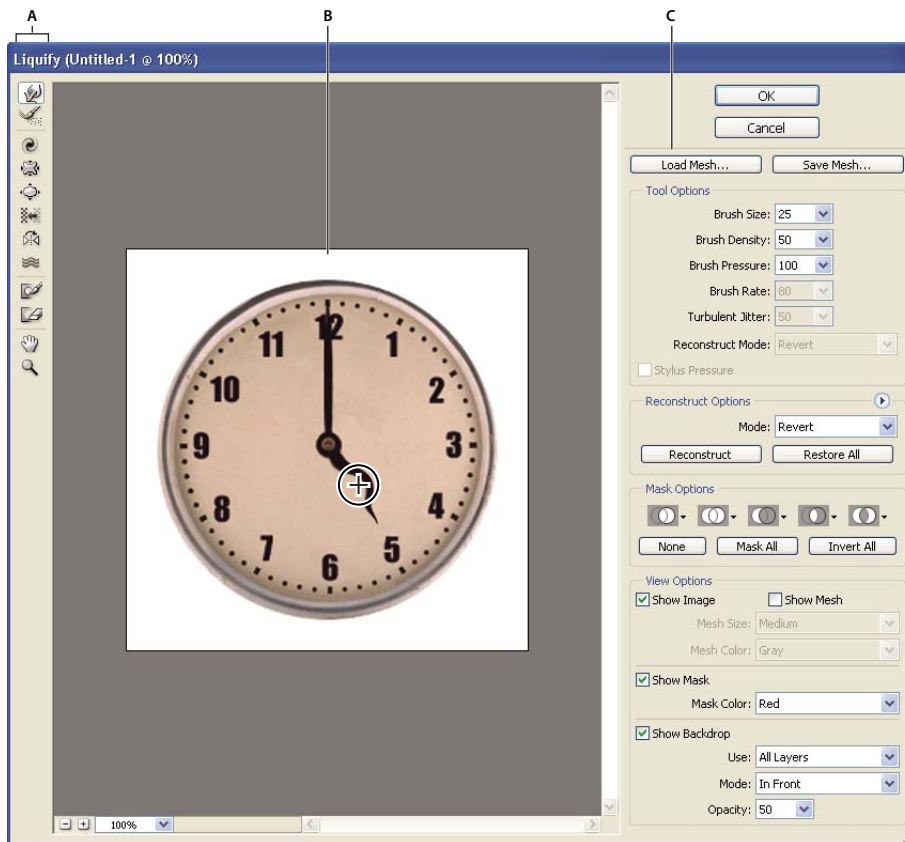 A B C
Liquify (Untitled-1 @ 100%)
OK
Cancel
Load Mesh... Save Mesh...
Tool Options
Brush Size: 25
Brush Density: 50
Brush Pressure: 100
Brush Rate: 80
Turbulent Jitter: 50
Reconstruct Mode: Revert
Stylus Pressure
Reconstruct Options
Mode: Revert
Reconstruct Restore All
Mask Options
None Mask All Invert All
View Options
Show Image Show Mesh
Mesh Size: Medium
Mesh Color: Gray
Show Mask
Mask Color: Red
Show Backdrop
Use: All Layers
Mode: In Front
Opacity: 50
12
11 1
10 2
9 3
8 4
7 5
6
100%